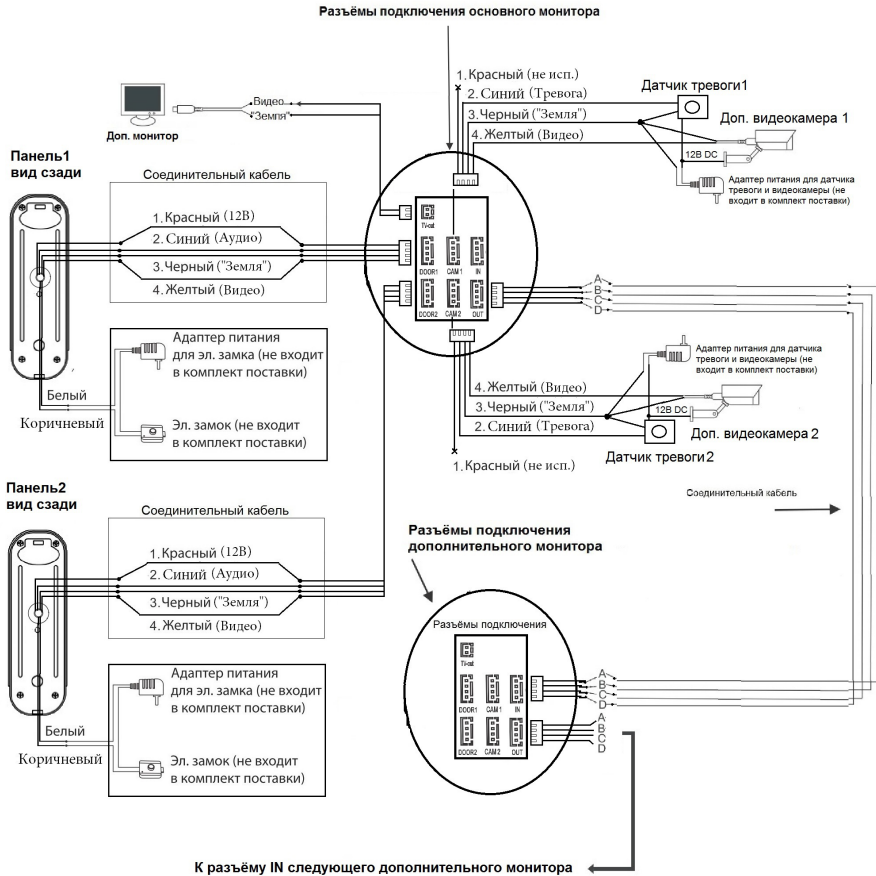 Разъёмы подключения основного монитора
1. Красный (не исп.)
2. Синий (Тревога)
3. Черный ("Земля")
4. Желтый (Видео)
Датчик тревоги1
Доп. видеокамера 1
12В DC
Адаптер питания для датчика
тревоги и видеокамеры (не
входит в комплект поставки)
Видео
"Земля"
Доп. монитор
Панель1
вид сзади
Соединительный кабель
1. Красный (12В)
2. Синий (Аудио)
3. Черный ("Земля")
4. Желтый (Видео)
TV-out
DOOR1 CAM 1 IN
DOOR2 CAM 2 OUT
A
B
C
D
Адаптер питания
для эл. замка (не входит
в комплект поставки)
Белый
Коричневый
Эл. замок (не входит
в комплект поставки)
Адаптер питания для датчика
тревоги и видеокамеры (не
входит в комплект поставки)
4. Желтый (Видео)
3. Черный ("Земля")
2. Синий (Тревога)
1. Красный (не исп.)
12В DC
Доп. видеокамера 2
Датчик тревоги2
Соединительный кабель
Панель2
вид сзади
Соединительный кабель
1. Красный (12В)
2. Синий (Аудио)
3. Черный ("Земля")
4. Желтый (Видео)
Адаптер питания
для эл. замка (не входит
в комплект поставки)
Белый
Коричневый
Эл. замок (не входит
в комплект поставки)
Разъёмы подключения
дополнительного монитора
Разъёмы подключения
TV-out
DOOR1 CAM 1 IN
DOOR2 CAM 2 OUT
A
B
C
D
A
B
C
D
К разъёму IN следующего дополнительного монитора